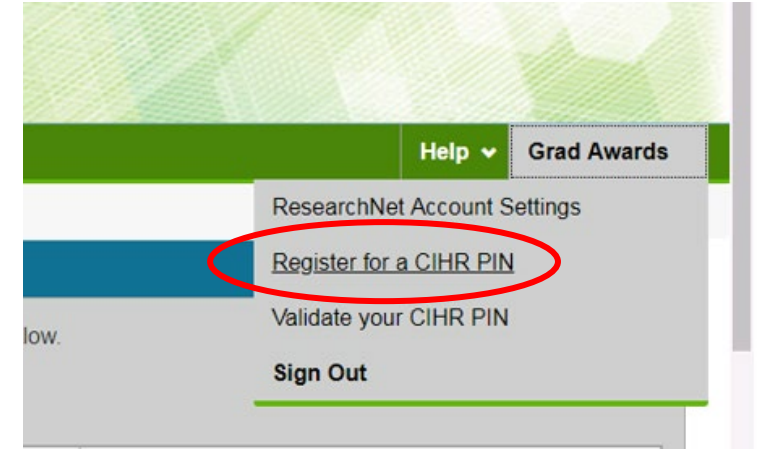 Help Grad Awards
ResearchNet Account Settings
Register for a CIHR PIN
Validate your CIHR PIN
low.
Sign Out